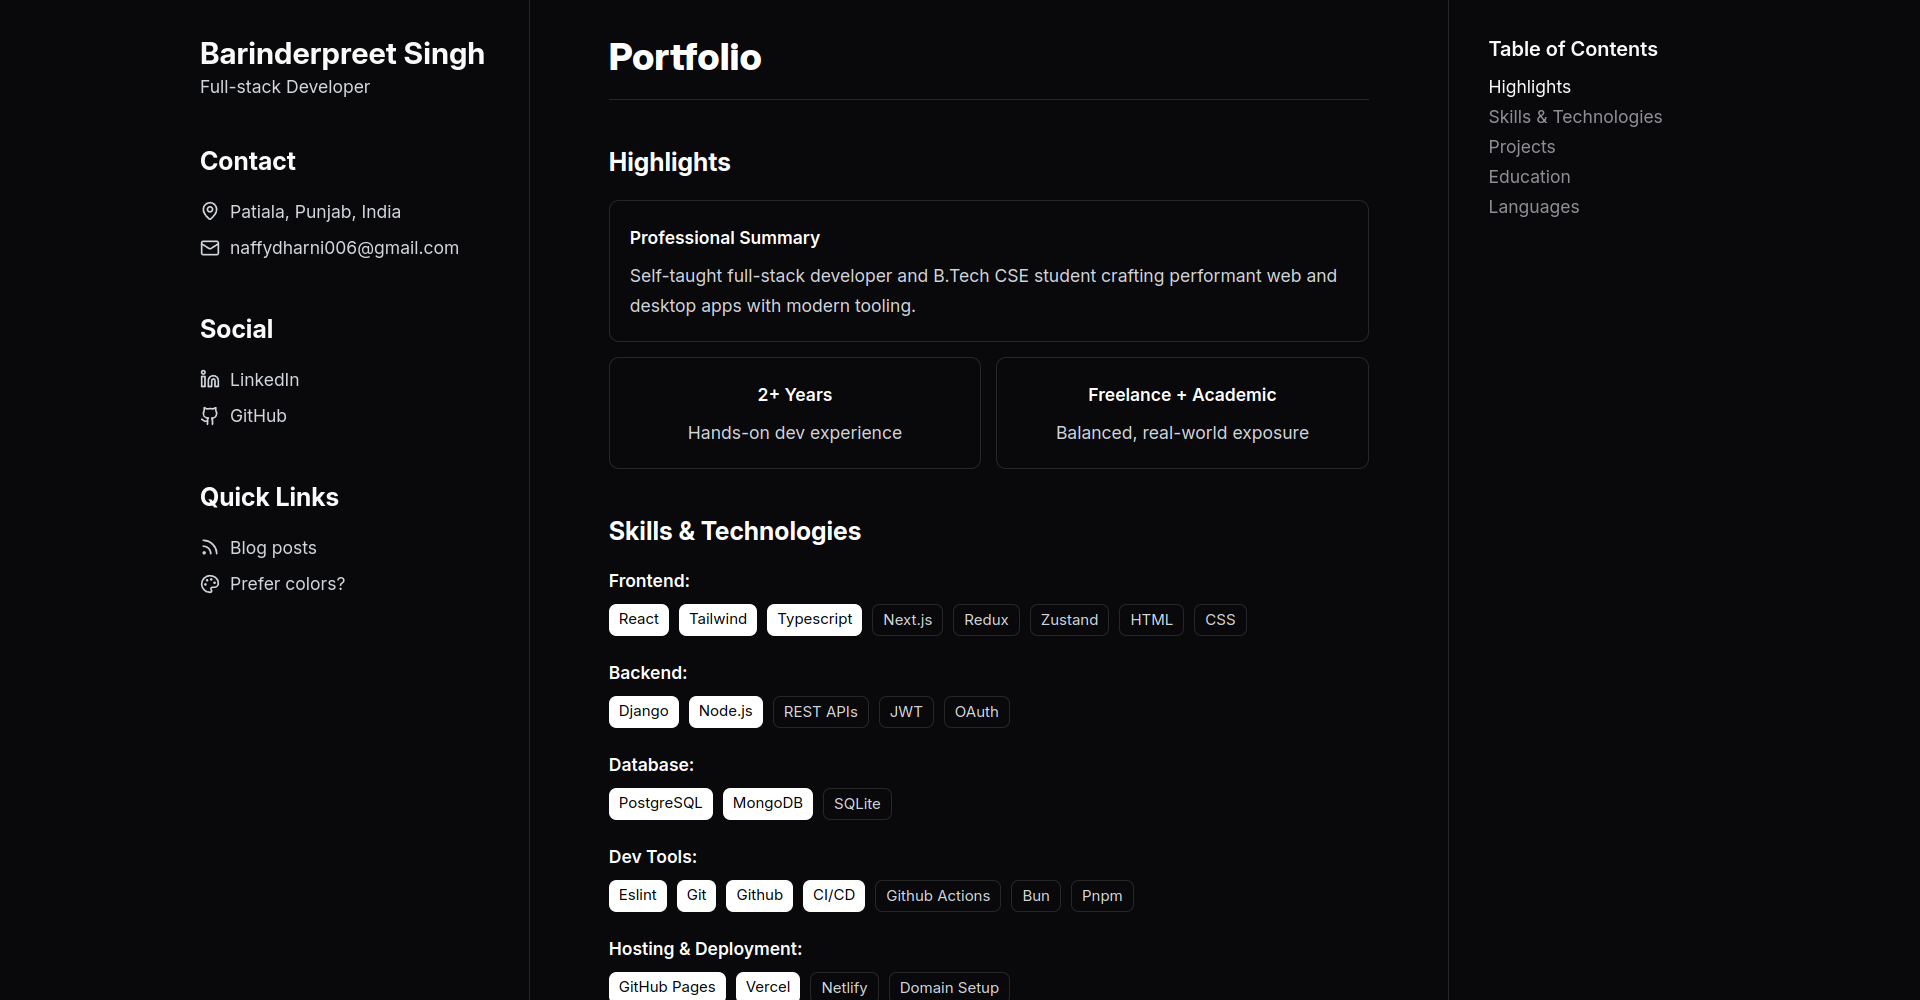 Barinderpreet Singh
Full-stack Developer
Contact
Patiala, Punjab, India
naffydharni006@gmail.com
Social
LinkedIn
GitHub
Quick Links
Blog posts
Prefer colors?
Portfolio
Highlights
Professional Summary
Self-taught full-stack developer and B.Tech CSE student crafting performant web and
desktop apps with modern tooling.
2+ Years
Hands-on dev experience
Freelance + Academic
Balanced, real-world exposure
Skills & Technologies
Frontend:
React Tailwind Typescript Next.js Redux Zustand HTML CSS
Backend:
Django Node.js REST APIs JWT OAuth
Database:
PostgreSQL MongoDB SQLite
Dev Tools:
Eslint Git Github CI/CD Github Actions Bun Pnpm
Hosting & Deployment:
GitHub Pages Vercel Netlify Domain Setup
Table of Contents
Highlights
Skills & Technologies
Projects
Education
Languages